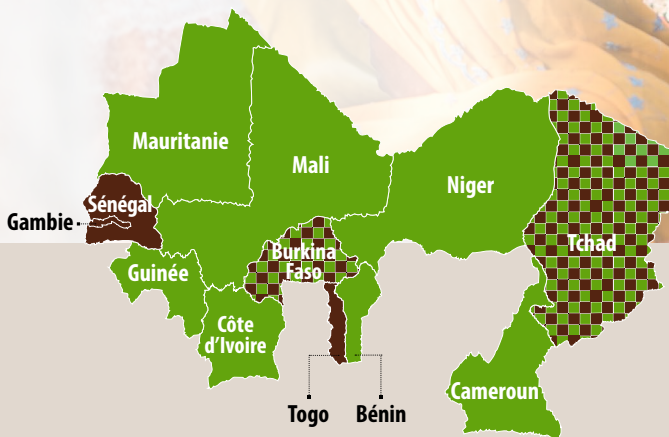 Mauritanie
Mali
Niger
Sénégal
Gambie
Tchad
Burkina
Faso
Guinée
Côte
d'Ivoire
Cameroun
Togo
Bénin